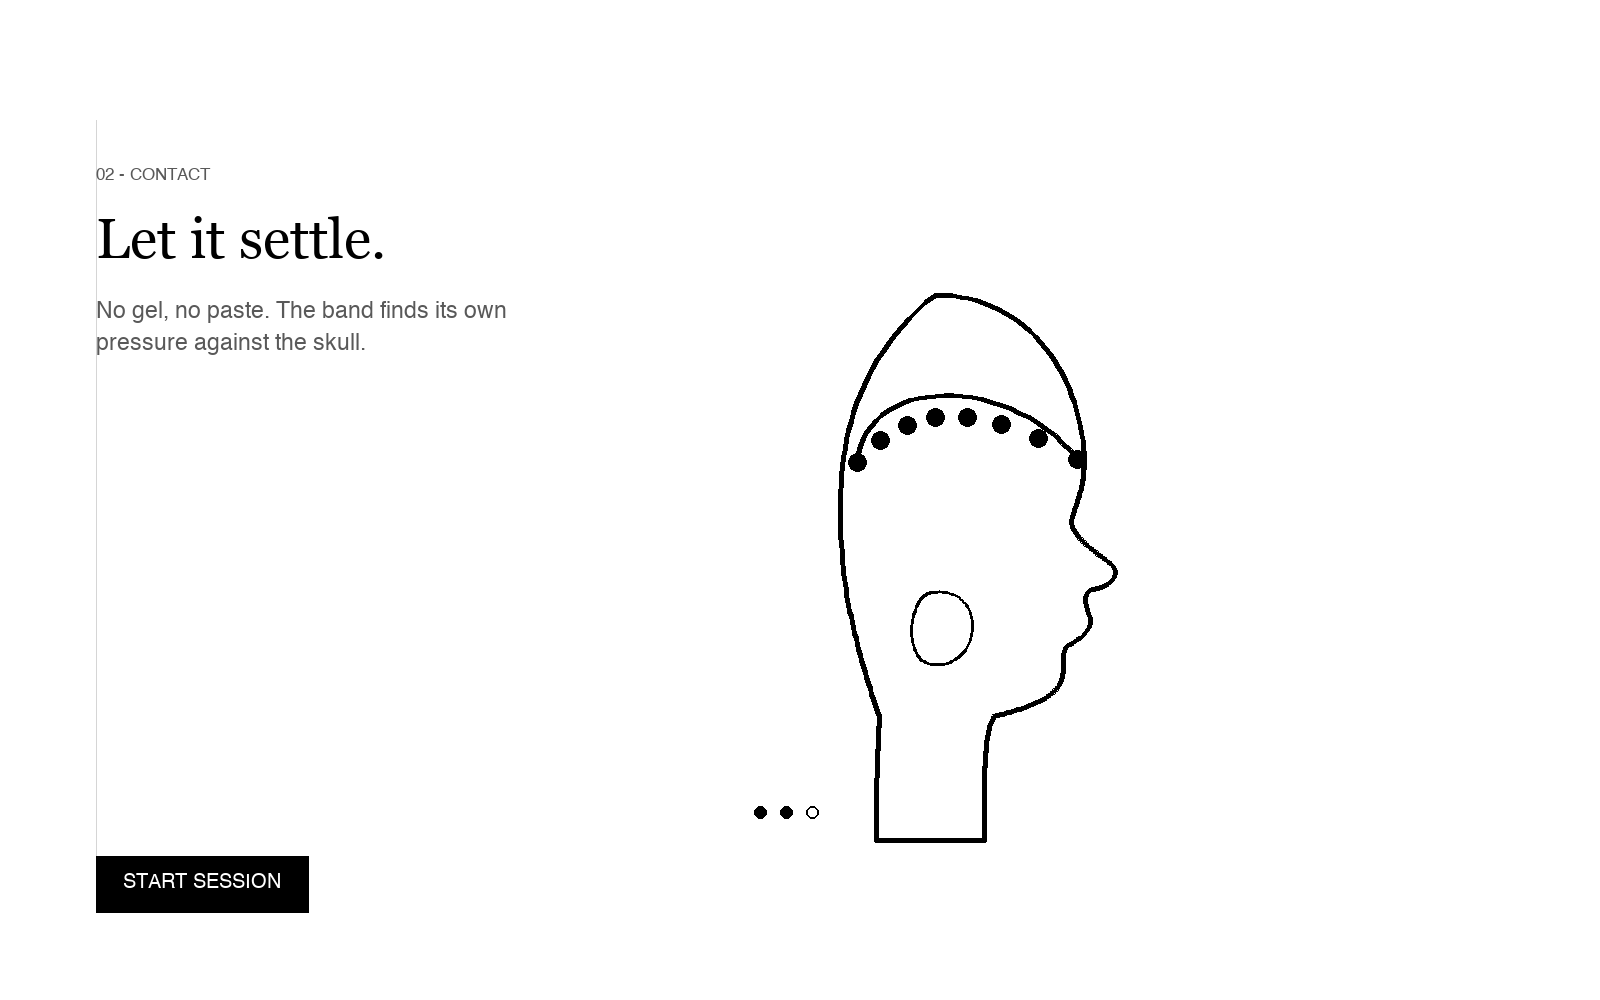 02 - CONTACT
Let it settle.
No gel, no paste. The band finds its own
pressure against the skull.
START SESSION